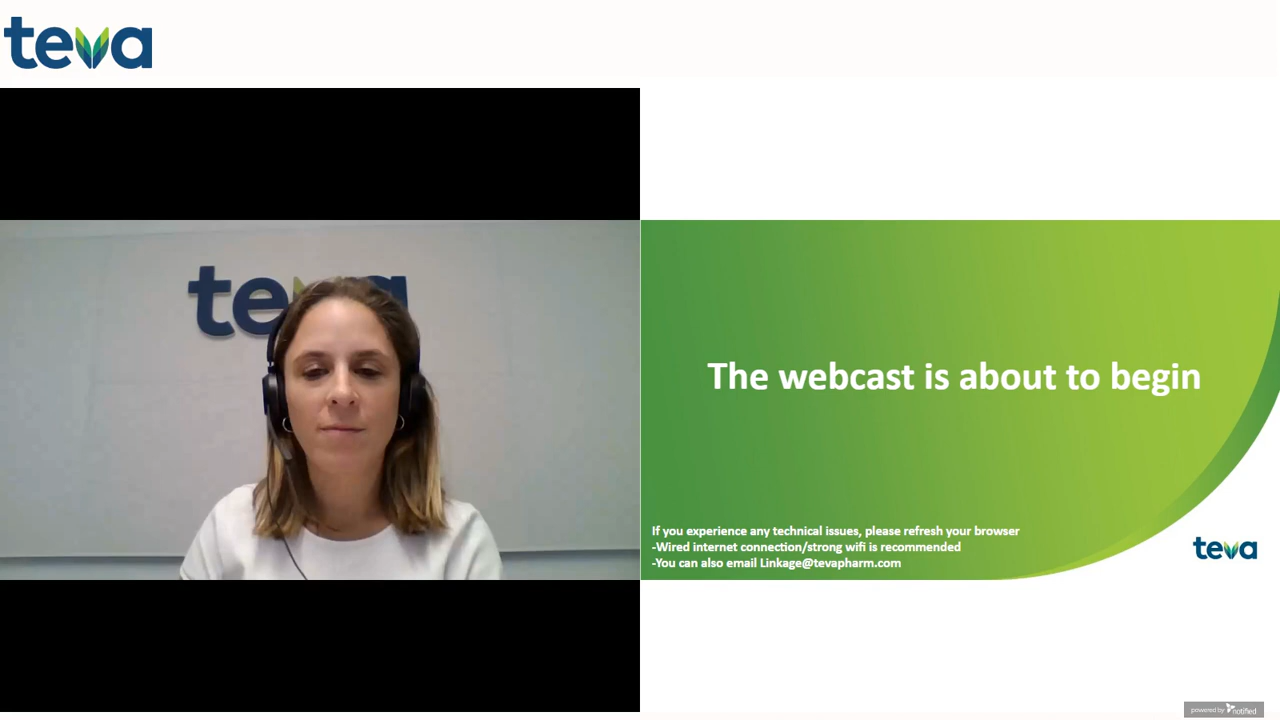 teva
teva
The webcast is about to begin
If you experience any technical issues, please refresh your browser
-Wired internet connection/strong wifi is recommended
-You can also email Linkage@tevapharm.com
teva
powered by notified